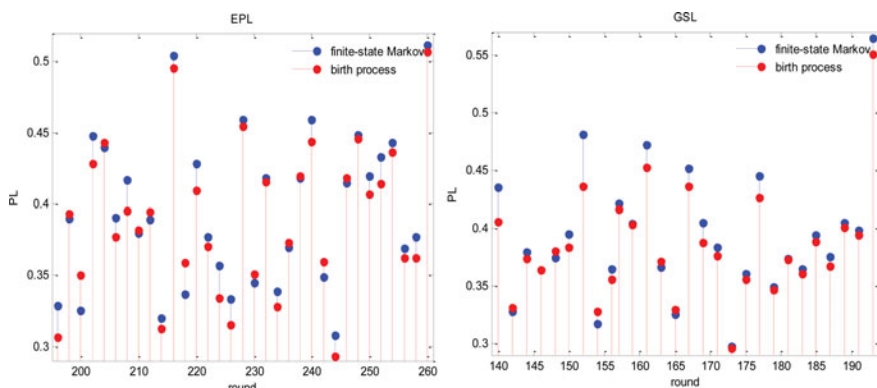 EPL
finite-state Markov
birth process
PL
0.5
0.45
0.4
0.35
0.3
200 210 220 230 240 250 260
round
GSL
finite-state Markov
birth process
PL
0.55
0.5
0.45
0.4
0.35
0.3
140 145 150 155 160 165 170 175 180 185 190
round